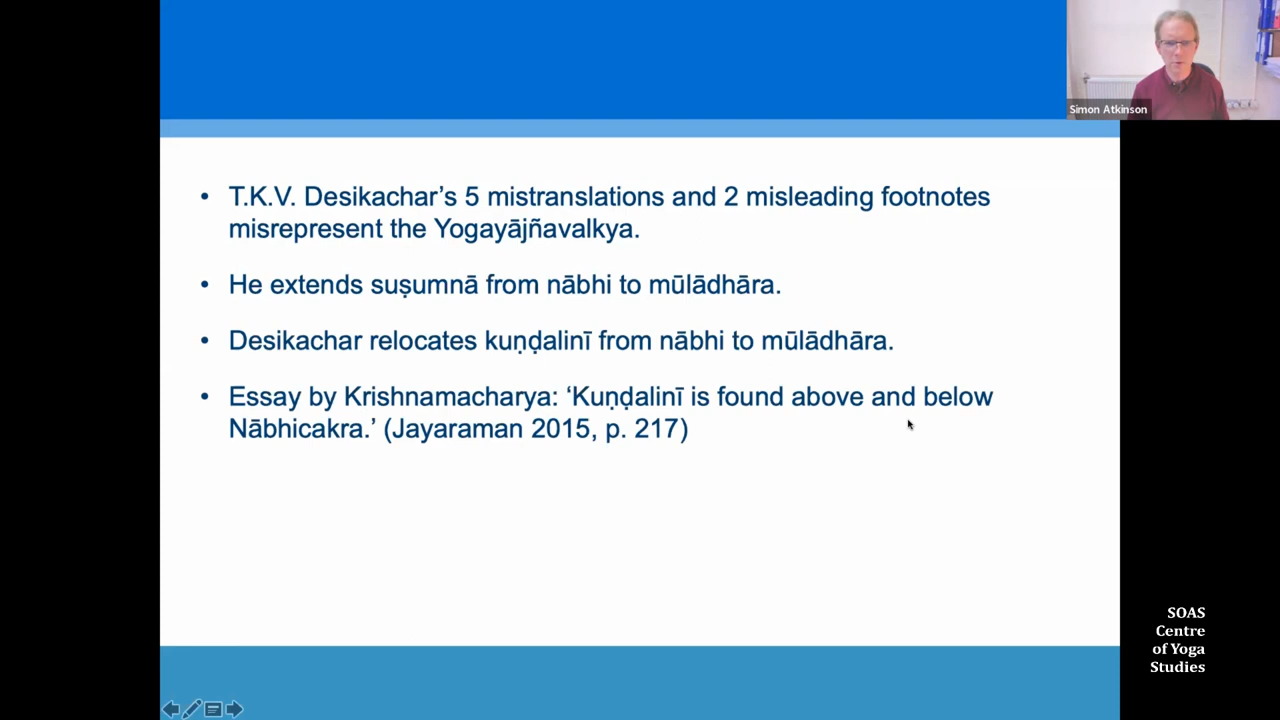 Simon Atkinson
• T.K.V. Desikachar’s 5 mistranslations and 2 misleading footnotes
misrepresent the Yogayājñavalkya.
• He extends suṣumnā from nābhi to mūlādhāra.
• Desikachar relocates kuṇḍalinī from nābhi to mūlādhāra.
• Essay by Krishnamacharya: ‘Kuṇḍalinī is found above and below
Nābhicakra.’ (Jayaraman 2015, p. 217)
SOAS
Centre
of Yoga
Studies